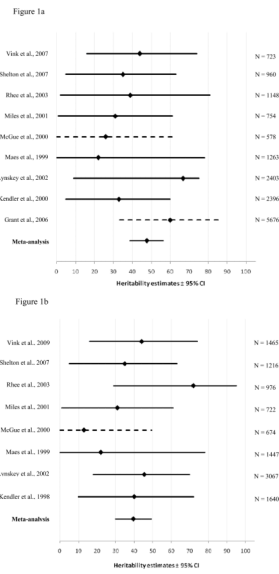 Figure 1a
Vink et al., 2007 N = 723
Shelton et al., 2007 N = 960
Rhee et al., 2003 N = 1148
Miles et al., 2001 N = 754
McGue et al., 2000 N = 578
Maes et al., 1999 N = 1263
ynskey et al., 2002 N = 2403
Kendler et al., 2000 N = 2396
Grant et al., 2006 N = 5676
Meta-analysis
0 10 20 30 40 50 60 70 80 90 100
Heritability estimates ± 95% CI
Figure 1b
Vink et al., 2009 N = 1465
Shelton et al., 2007 N = 1216
Rhee et al., 2003 N = 976
Miles et al., 2001 N = 722
McGue et al., 2000 N = 674
Maes et al., 1999 N = 1447
ynskey et al., 2002 N = 3067
Kendler et al., 1998 N = 1640
Meta-analysis
0 10 20 30 40 50 60 70 80 90 100
Heritability estimates ± 95% CI